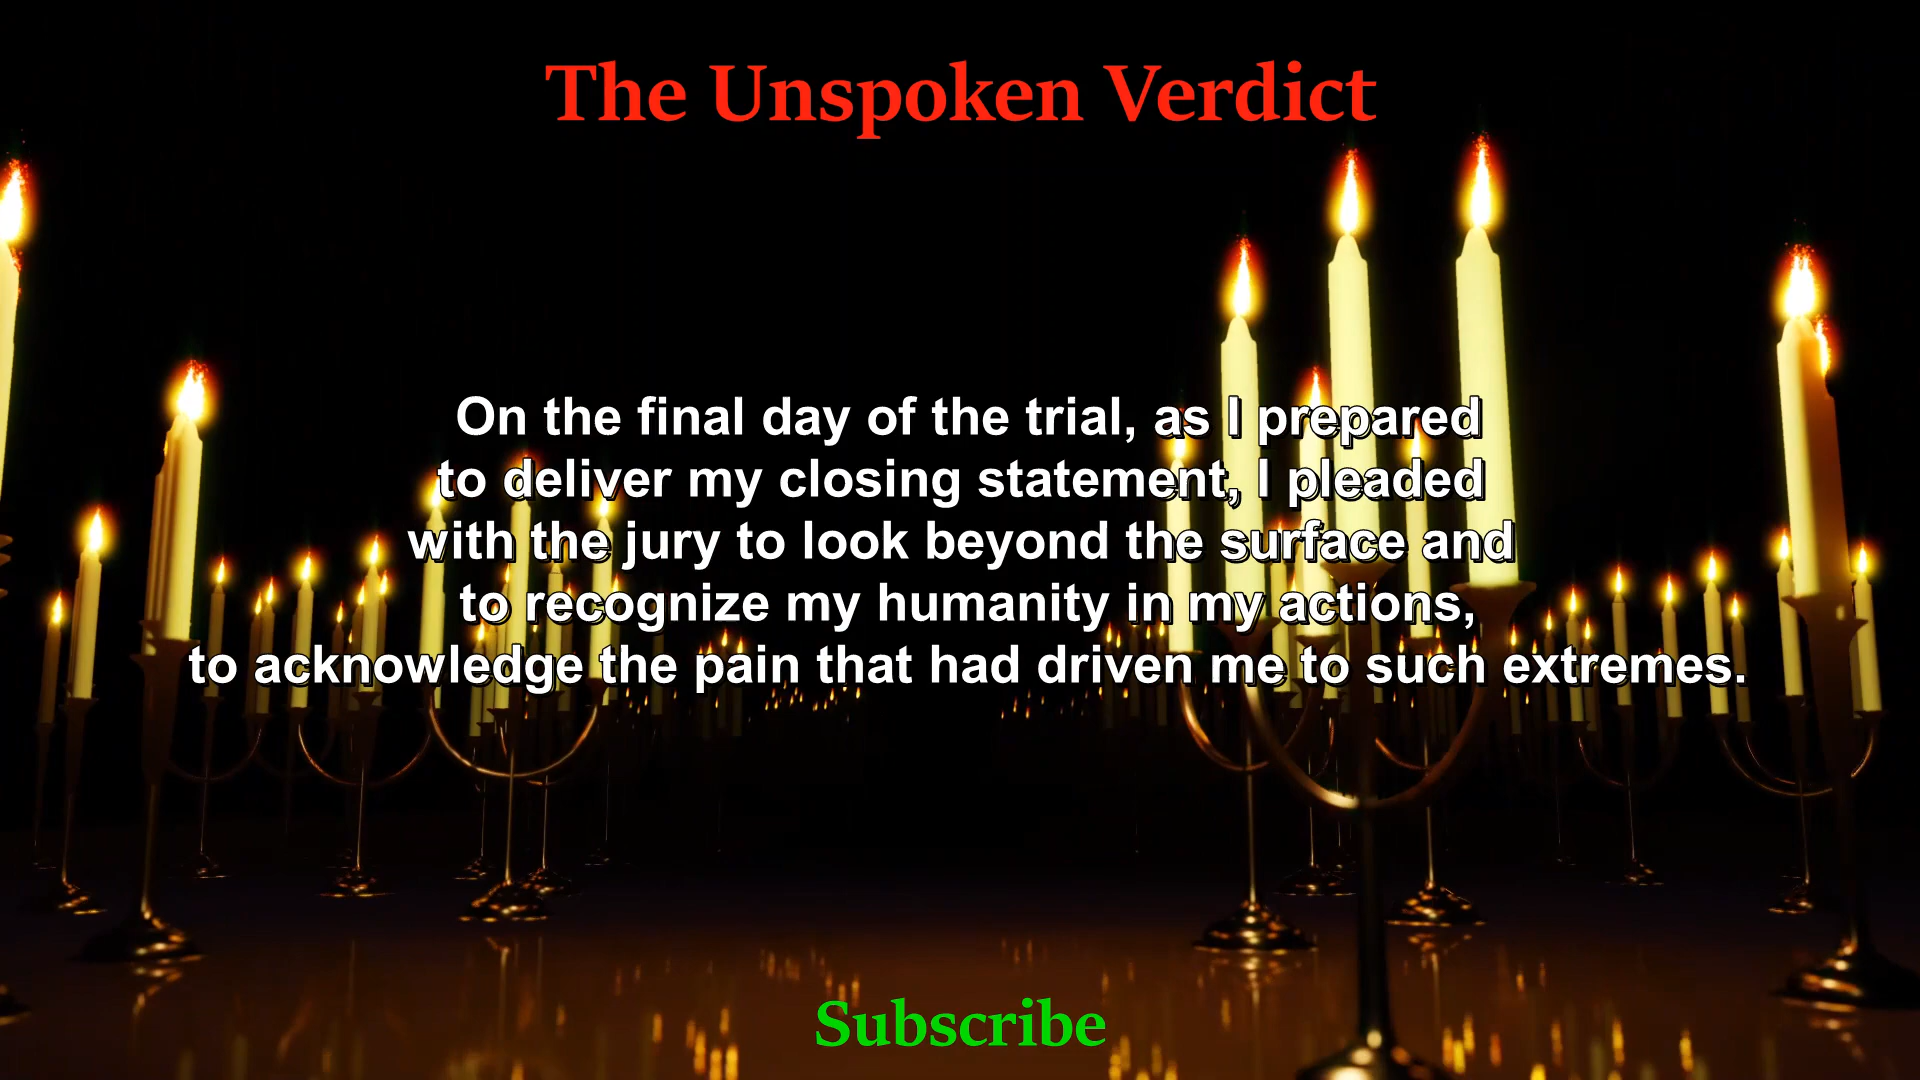 The Unspoken Verdict
On the final day of the trial, as I prepared
to deliver my closing statement, I pleaded
with the jury to look beyond the surface and
to recognize my humanity in my actions,
to acknowledge the pain that had driven me to such extremes.
Subscribe